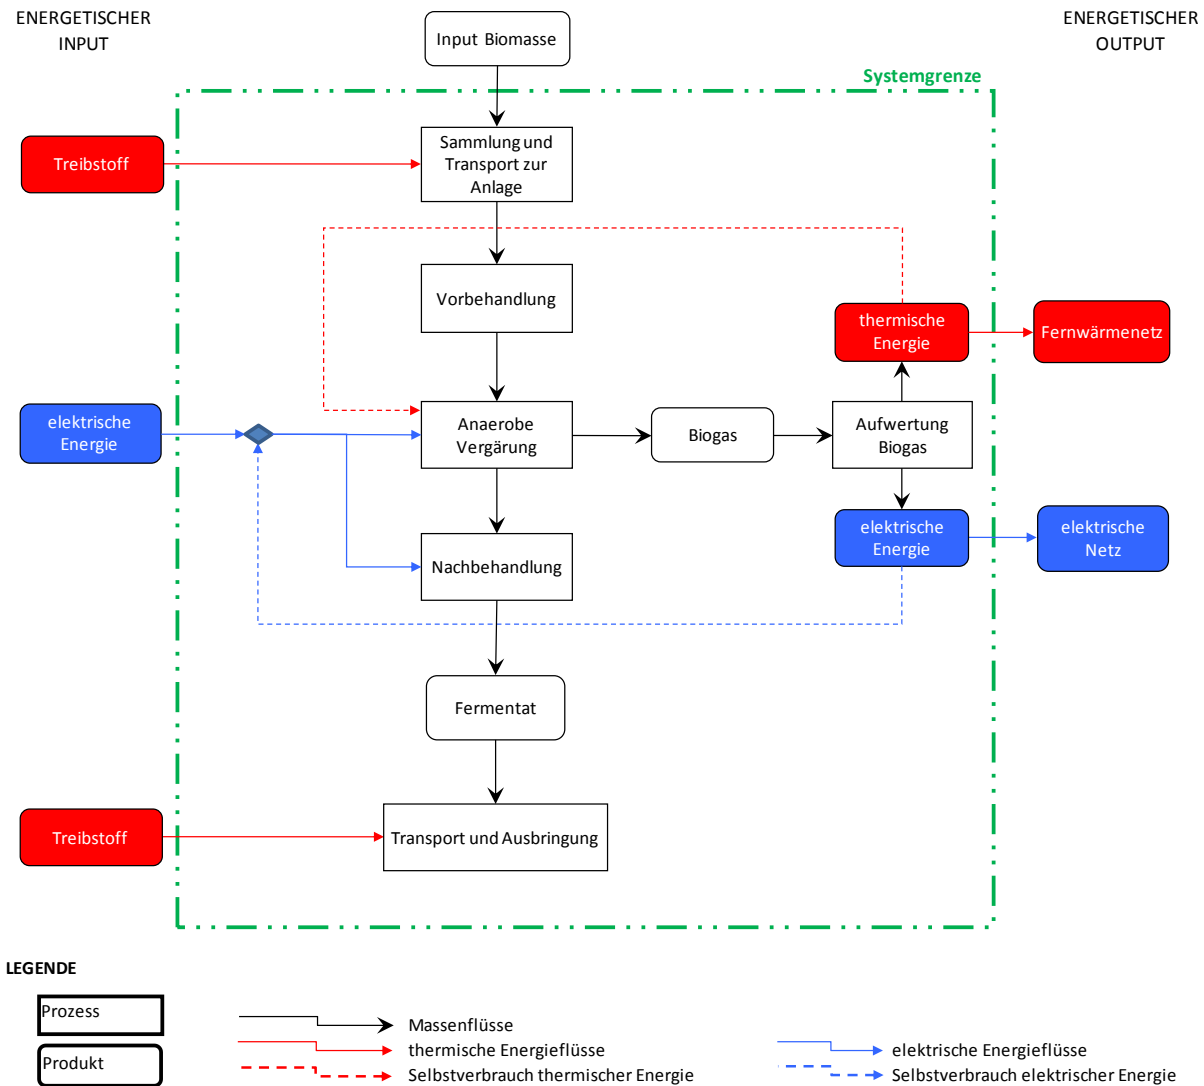 ENERGETISCHER
INPUT
Input Biomasse
ENERGETISCHER
OUTPUT
Systemgrenze
Treibstoff
Sammlung und
Transport zur
Anlage
Vorbehandlung
thermische
Energie
Fernwärmenetz
elektrische
Energie
Anaerobe
Vergärung
Biogas
Aufwertung
Biogas
elektrische
Energie
elektrische
Netz
Nachbehandlung
Fermentat
Treibstoff
Transport und Ausbringung
LEGENDE
Prozess
Produkt
Massenflüsse
thermische Energieflüsse
Selbstverbrauch thermischer Energie
elektrische Energieflüsse
Selbstverbrauch elektrischer Energie